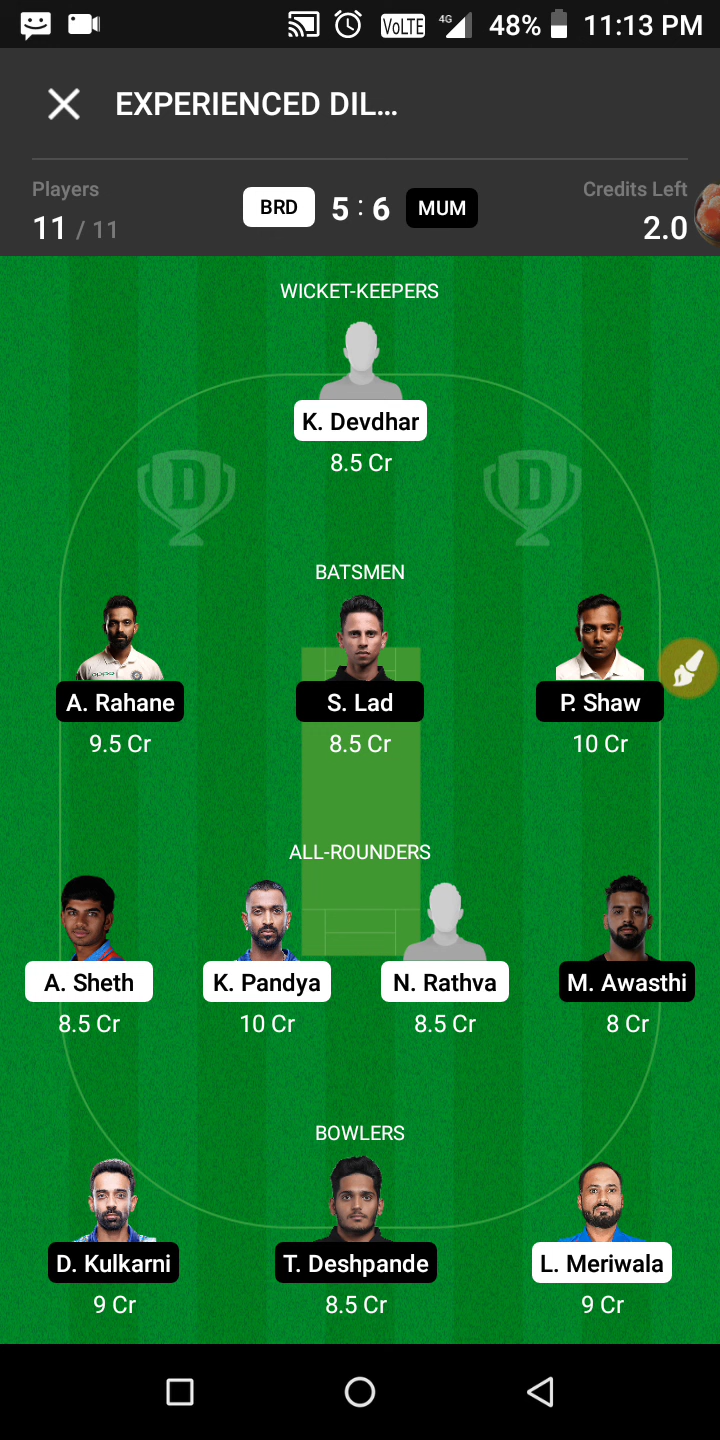 VoLTE 4G 48% 11:13 PM
EXPERIENCED DIL...
Players
Credits Left
11 / 11
BRD 5 : 6 MUM
2.0
WICKET-KEEPERS
K. Devdhar
8.5 Cr
D D
BATSMEN
oppo
A. Rahane S. Lad P. Shaw
9.5 Cr 8.5 Cr 10 Cr
ALL-ROUNDERS
A. Sheth K. Pandya N. Rathva M. Awasthi
8.5 Cr 10 Cr 8.5 Cr 8 Cr
BOWLERS
D. Kulkarni T. Deshpande L. Meriwala
9 Cr 8.5 Cr 9 Cr